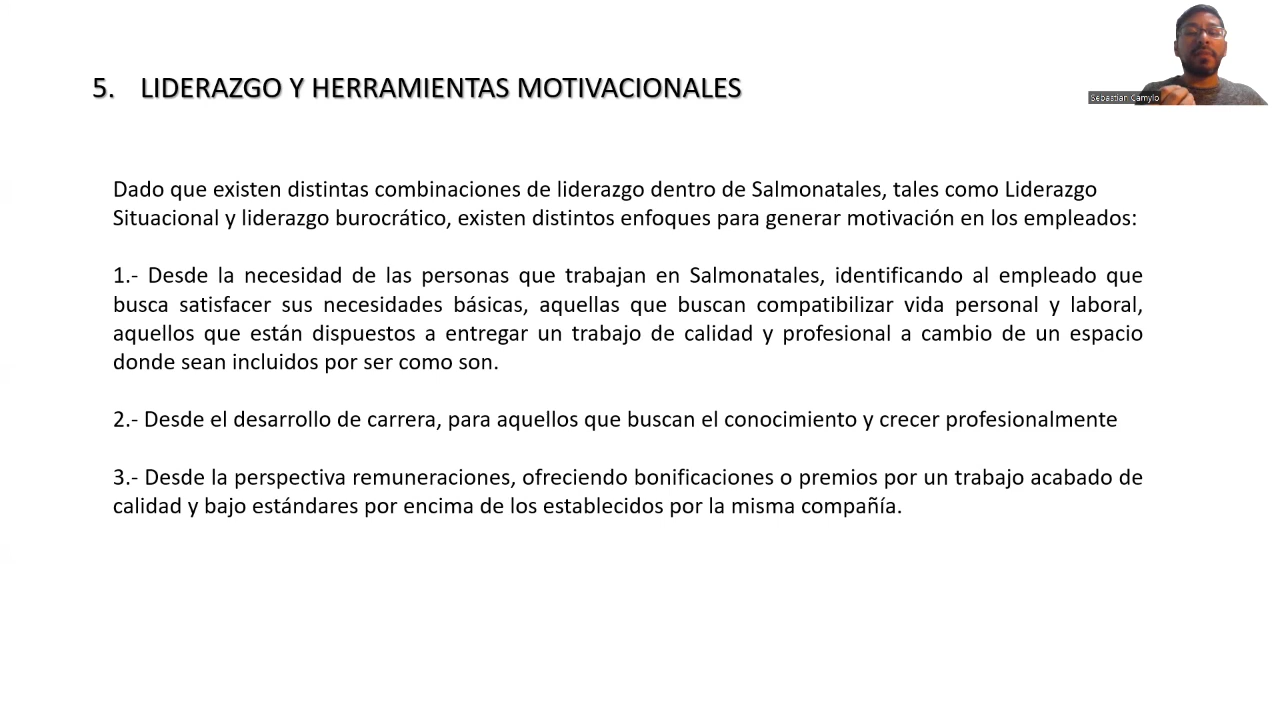 5. LIDERAZGO Y HERRAMIENTAS MOTIVACIONALES
Sebastian Camylo
Dado que existen distintas combinaciones de liderazgo dentro de Salmonatales, tales como Liderazgo
Situacional y liderazgo burocrático, existen distintos enfoques para generar motivación en los empleados:
1.- Desde la necesidad de las personas que trabajan en Salmonatales, identificando al empleado que
busca satisfacer sus necesidades básicas, aquellas que buscan compatibilizar vida personal y laboral,
aquellos que están dispuestos a entregar un trabajo de calidad y profesional a cambio de un espacio
donde sean incluidos por ser como son.
2.- Desde el desarrollo de carrera, para aquellos que buscan el conocimiento y crecer profesionalmente
3.- Desde la perspectiva remuneraciones, ofreciendo bonificaciones o premios por un trabajo acabado de
calidad y bajo estándares por encima de los establecidos por la misma compañía.